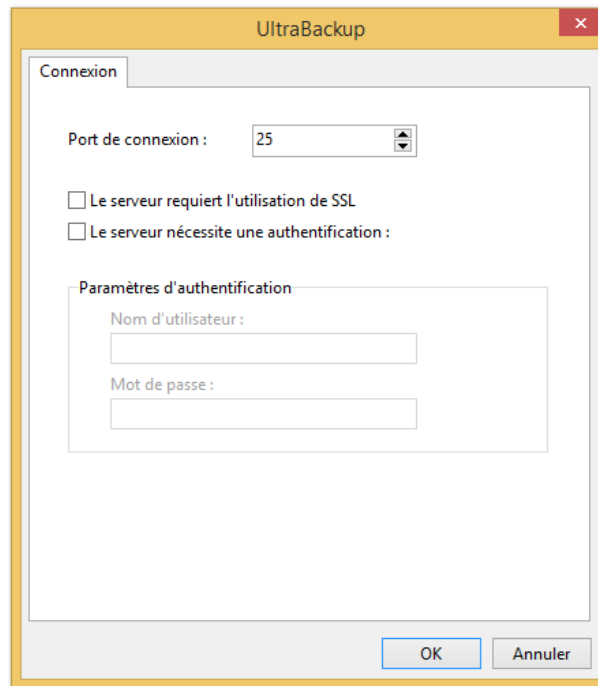 UltraBackup
Connexion
Port de connexion : 25
Le serveur requiert l'utilisation de SSL
Le serveur nécessite une authentification :
Paramètres d'authentification
Nom d'utilisateur :
Mot de passe :
OK Annuler